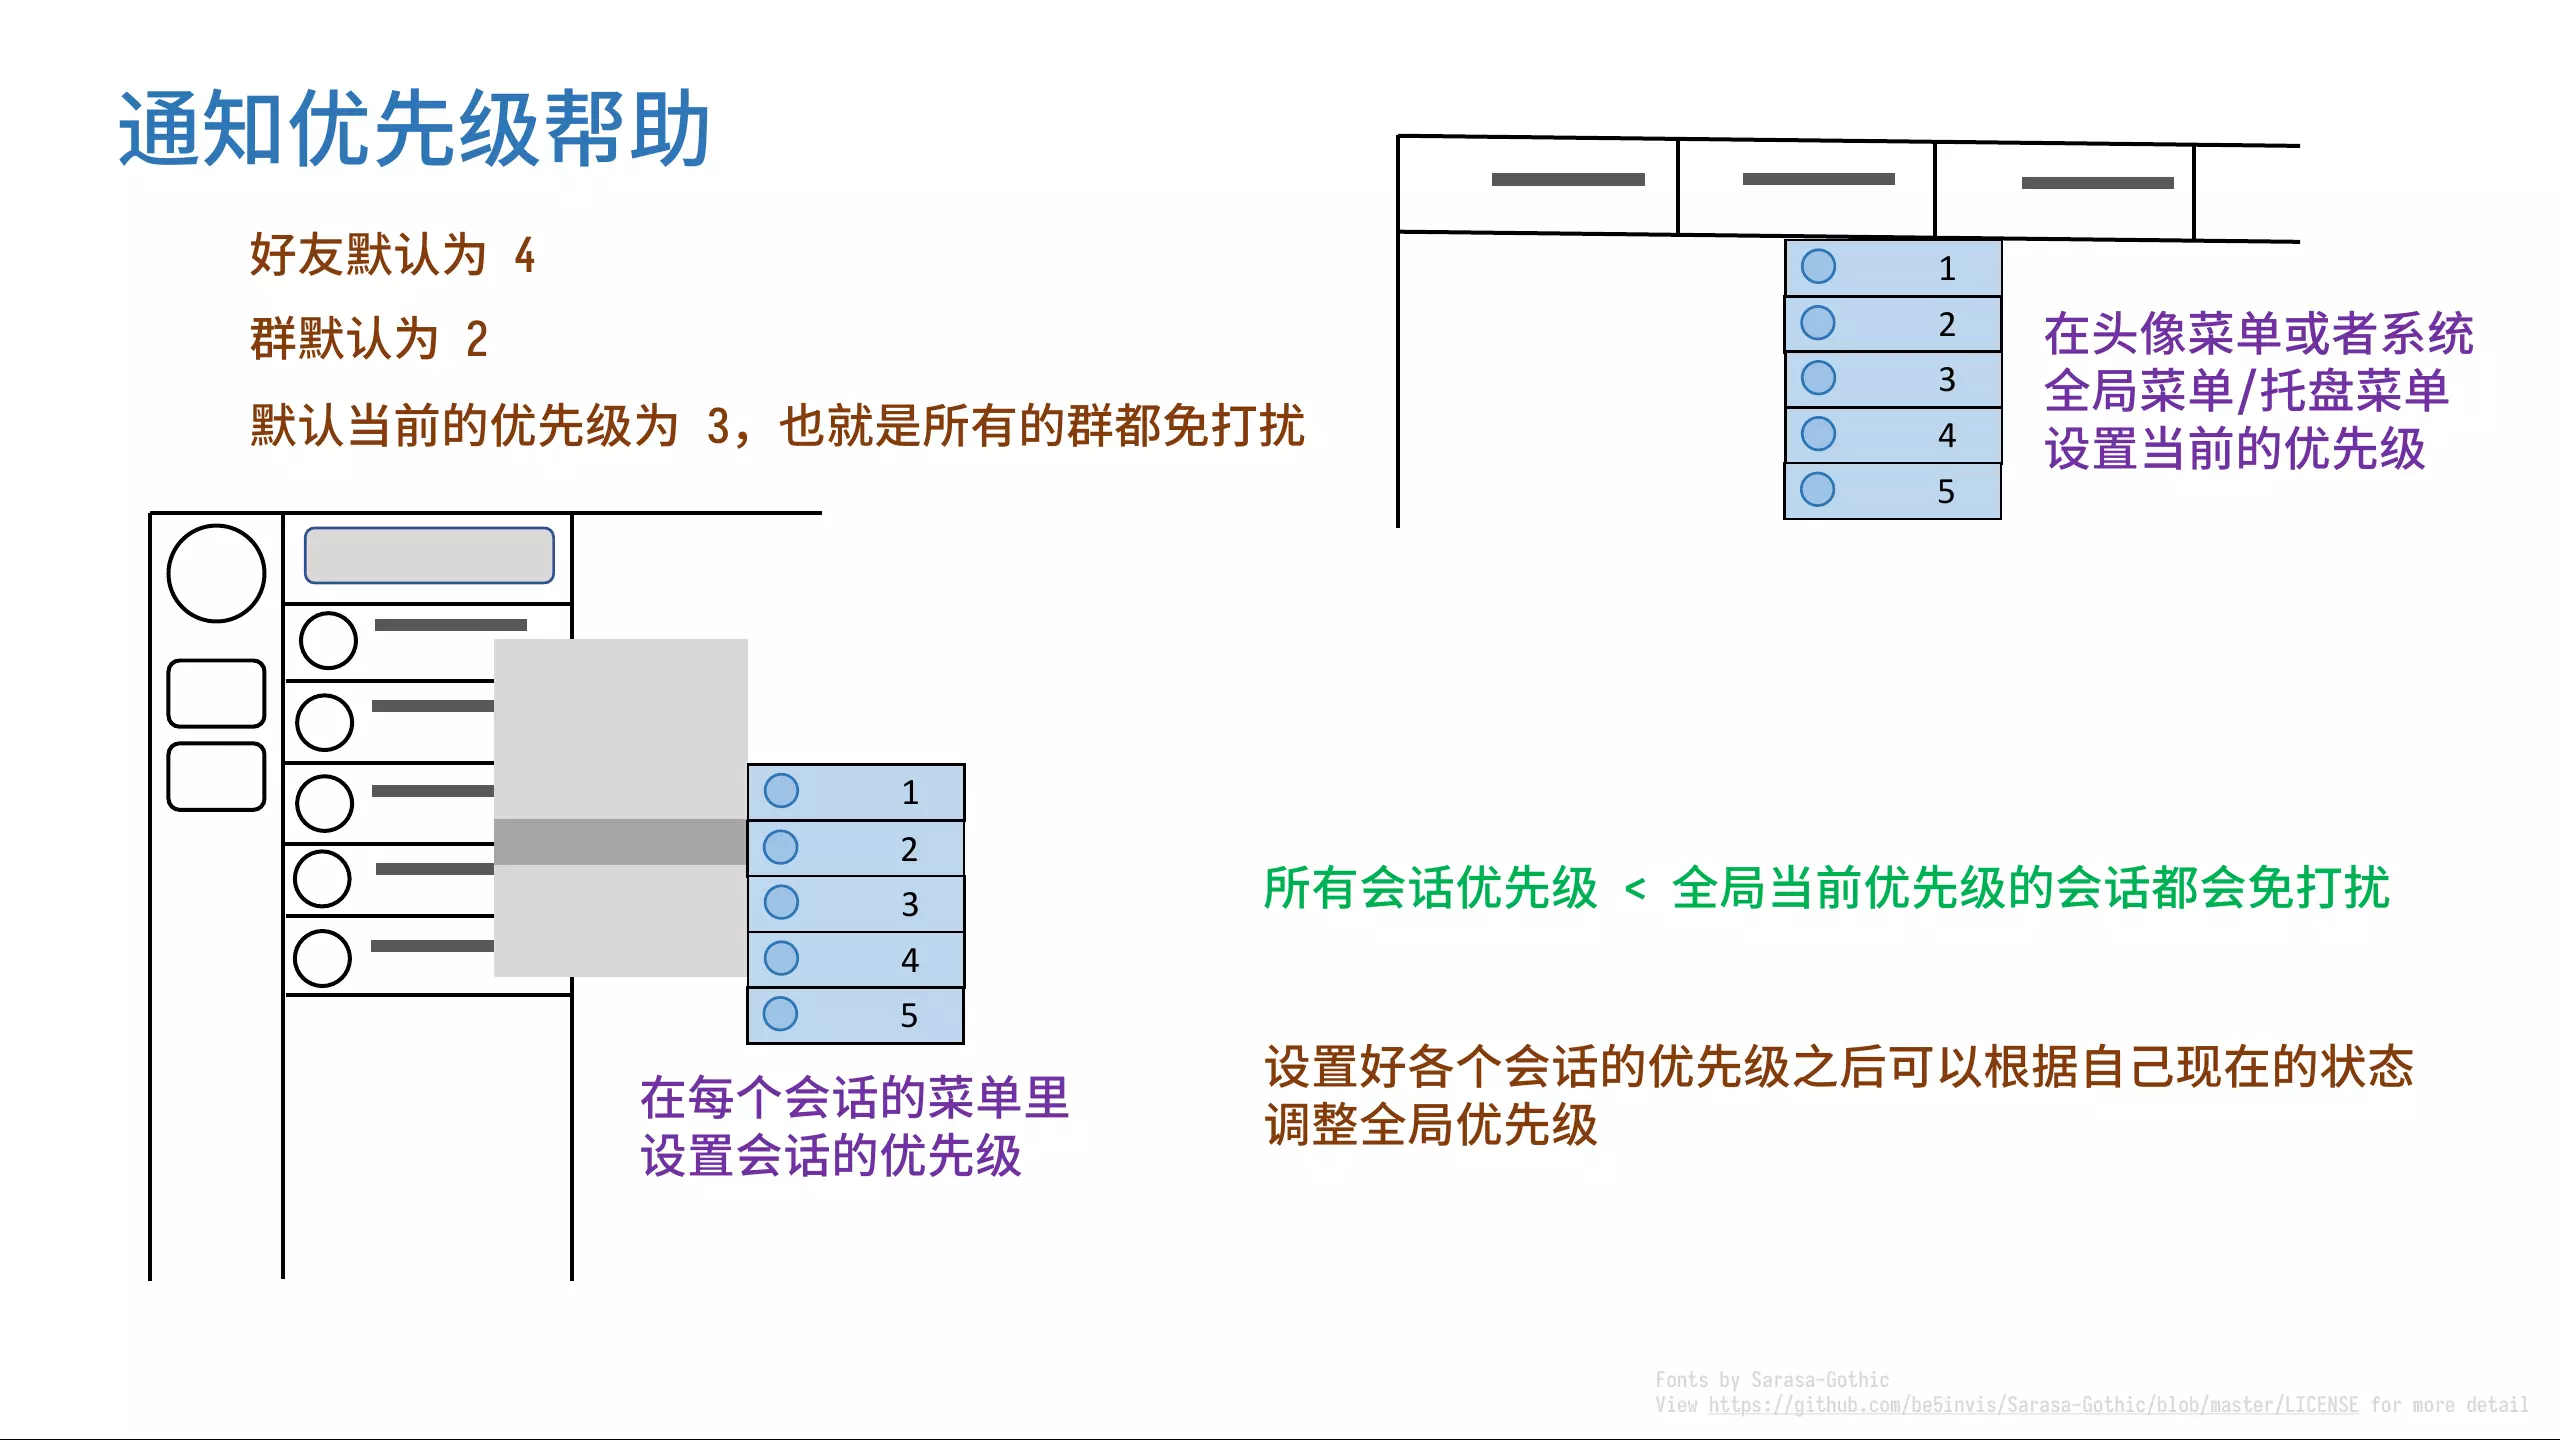 通知优先级帮助
好友默认为 4
群默认为 2
默认当前的优先级为 3，也就是所有的群都免打扰
1
2
3
4
5
在头像菜单或者系统
全局菜单/托盘菜单
设置当前的优先级
1
2
3
4
5
在每个会话的菜单里
设置会话的优先级
所有会话优先级 < 全局当前优先级的会话都会免打扰
设置好各个会话的优先级之后可以根据自己现在的状态
调整全局优先级
Fonts by Sarasa-Gothic
View https://github.com/be5invis/Sarasa-Gothic/blob/master/LICENSE for more detail